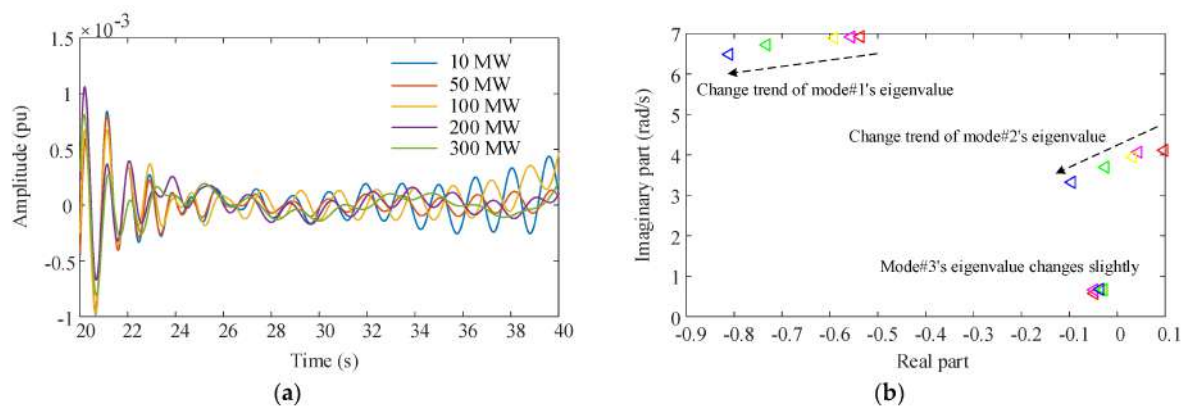 ×10⁻³
1.5
1
0.5
0
-0.5
-1
20 22 24 26 28 30 32 34 36 38 40
Amplitude (pu)
Time (s)
10 MW
50 MW
100 MW
200 MW
300 MW
(a)
7
6
5
4
3
2
1
0
-0.9 -0.8 -0.7 -0.6 -0.5 -0.4 -0.3 -0.2 -0.1 0 0.1
Imaginary part (rad/s)
Real part
Change trend of mode#1's eigenvalue
Change trend of mode#2's eigenvalue
Mode#3's eigenvalue changes slightly
(b)